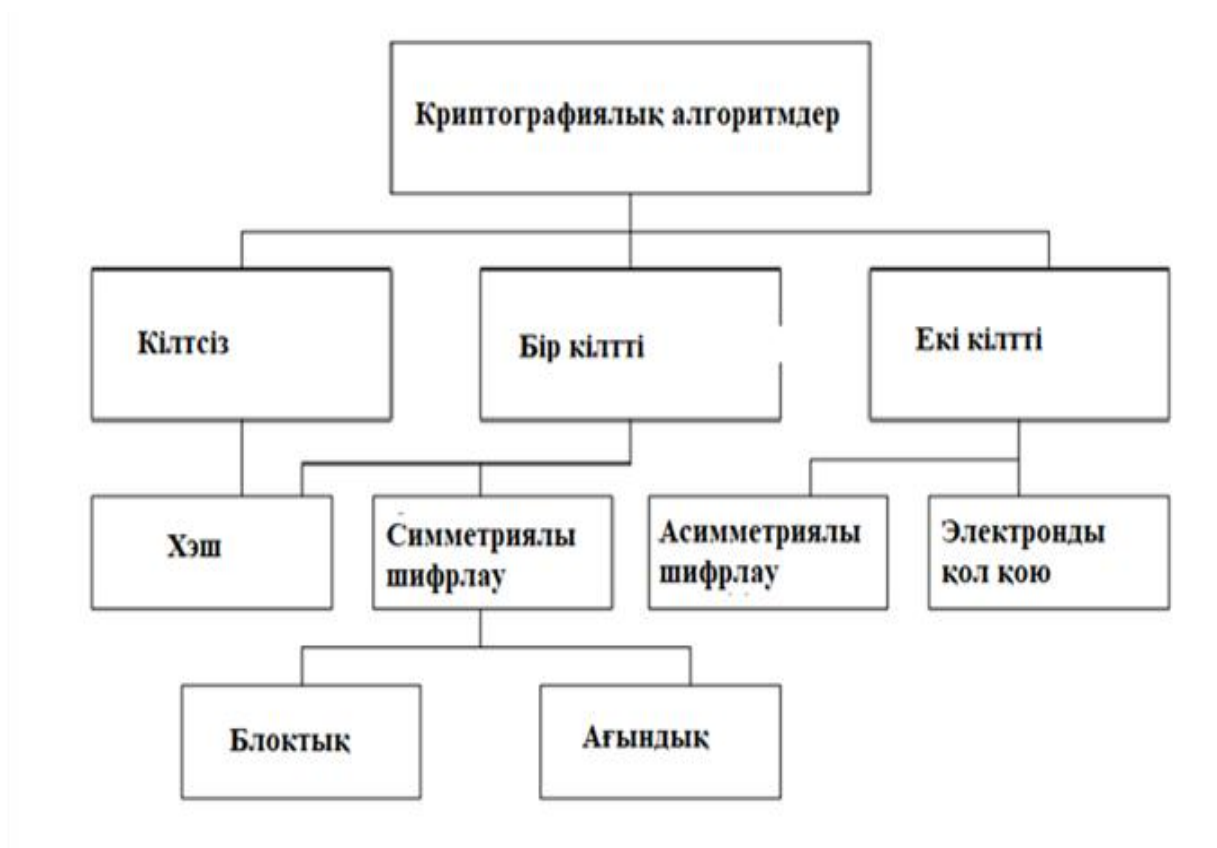 Криптографиялық алгоритмдер
Кілтсіз
Бір кілтті
Екі кілтті
Хэш
Симметриялы
шифрлау
Асимметриялы
шифрлау
Электронды
қол қою
Блоктық
Ағындық